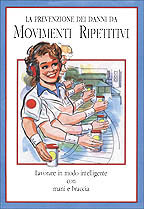 LA PREVENZIONE DEI DANNI DA
MOVIMENTI RIPETITIVI
Lavorare in modo intelligente
con
mani e braccia